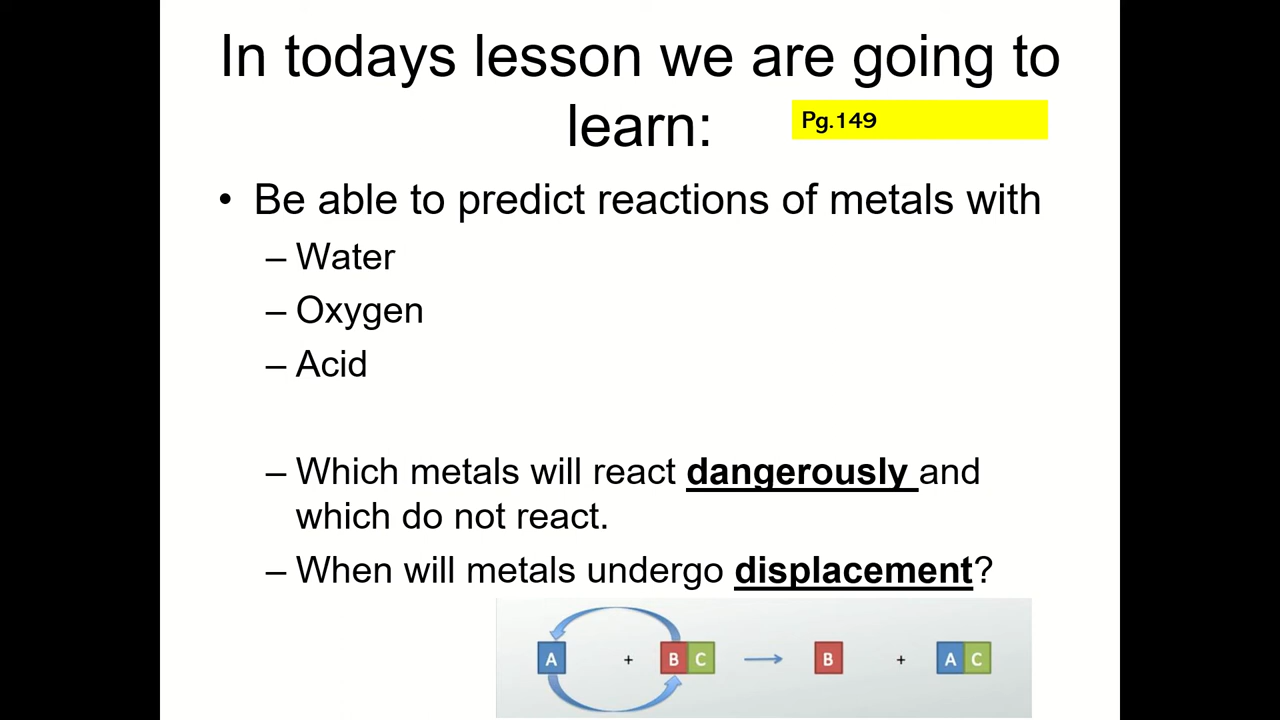 In todays lesson we are going to
learn:
Pg.149
• Be able to predict reactions of metals with
– Water
– Oxygen
– Acid
– Which metals will react dangerously and
which do not react.
– When will metals undergo displacement?
A + B C → B + A C